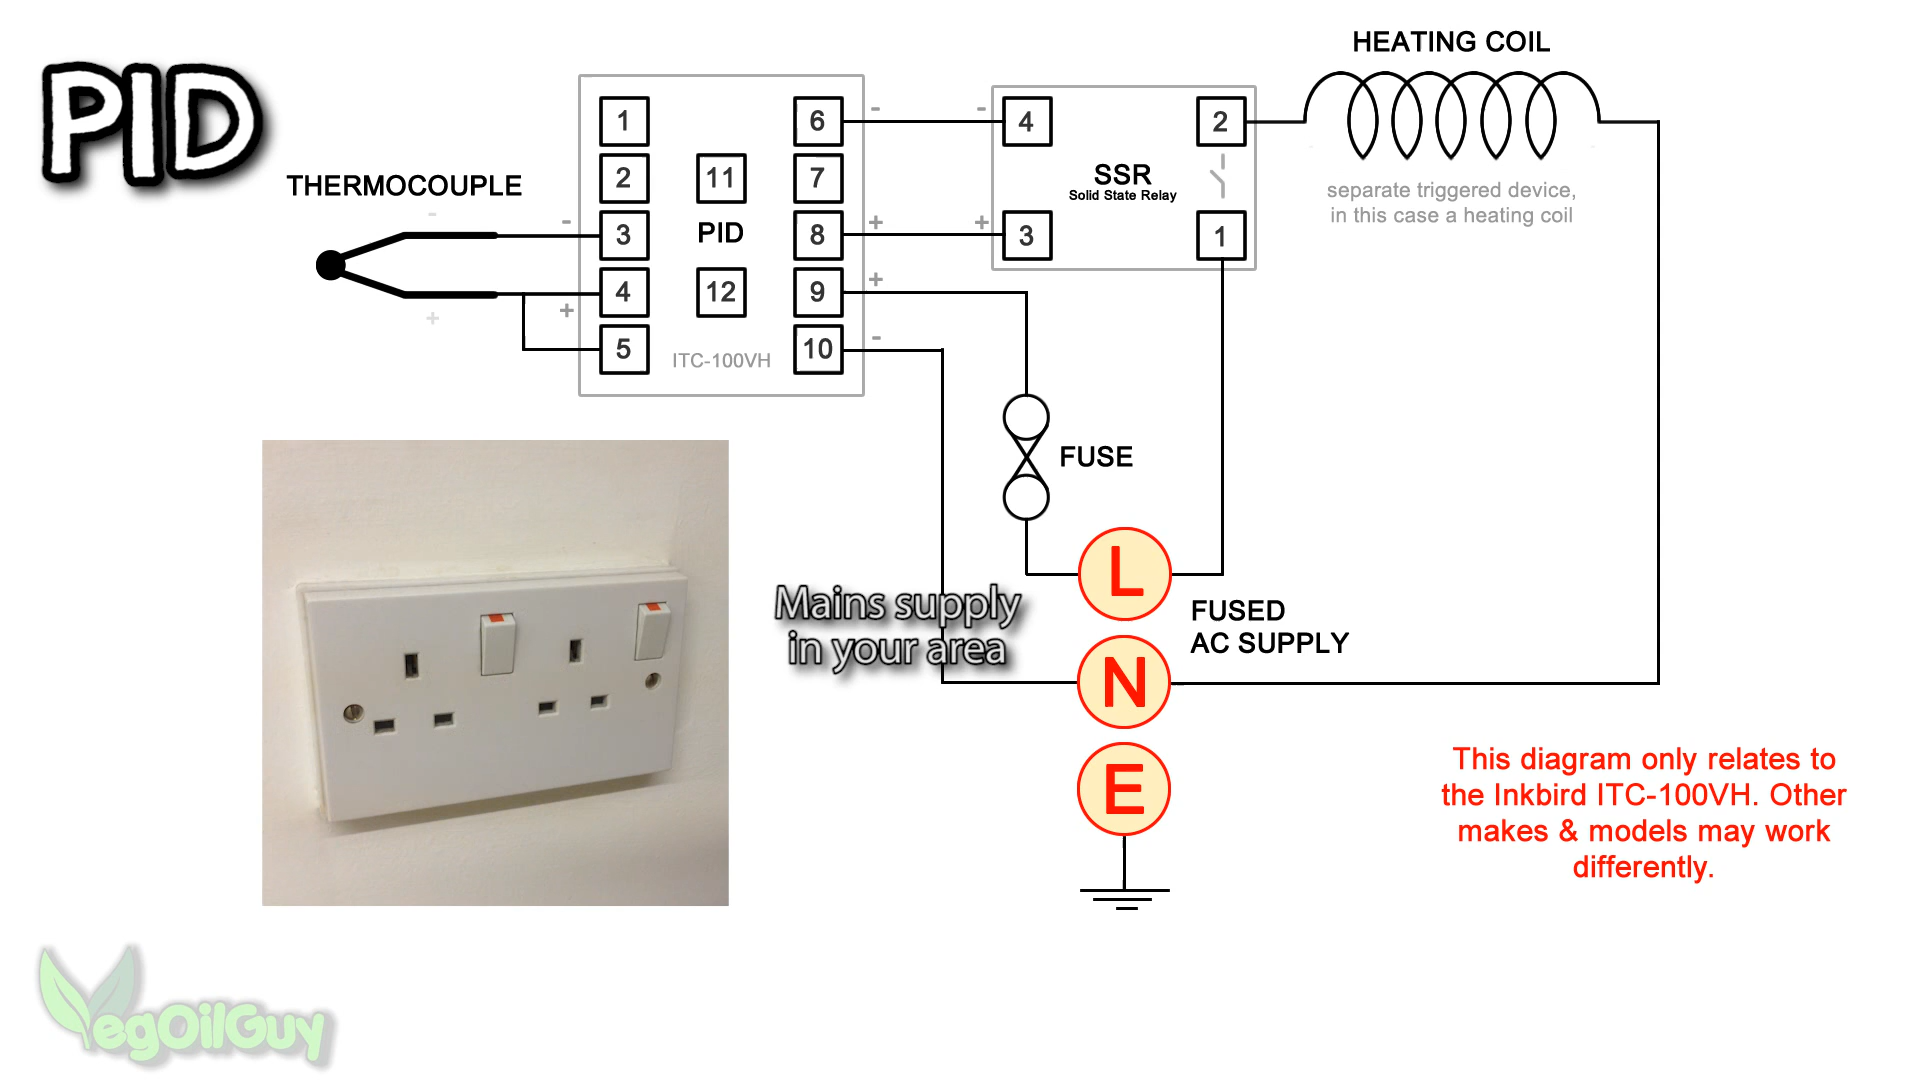 PID
HEATING COIL
separate triggered device,
in this case a heating coil
THERMOCOUPLE
-
+
-
+
1
2
3
4
5
11
PID
12
ITC-100VH
6
7
8
9
10
-
+
+
-
-
+
4
3
SSR
Solid State Relay
2
1
FUSE
Mains supply
in your area
L
N
E
FUSED
AC SUPPLY
This diagram only relates to
the Inkbird ITC-100VH. Other
makes & models may work
differently.
VegOilGuy